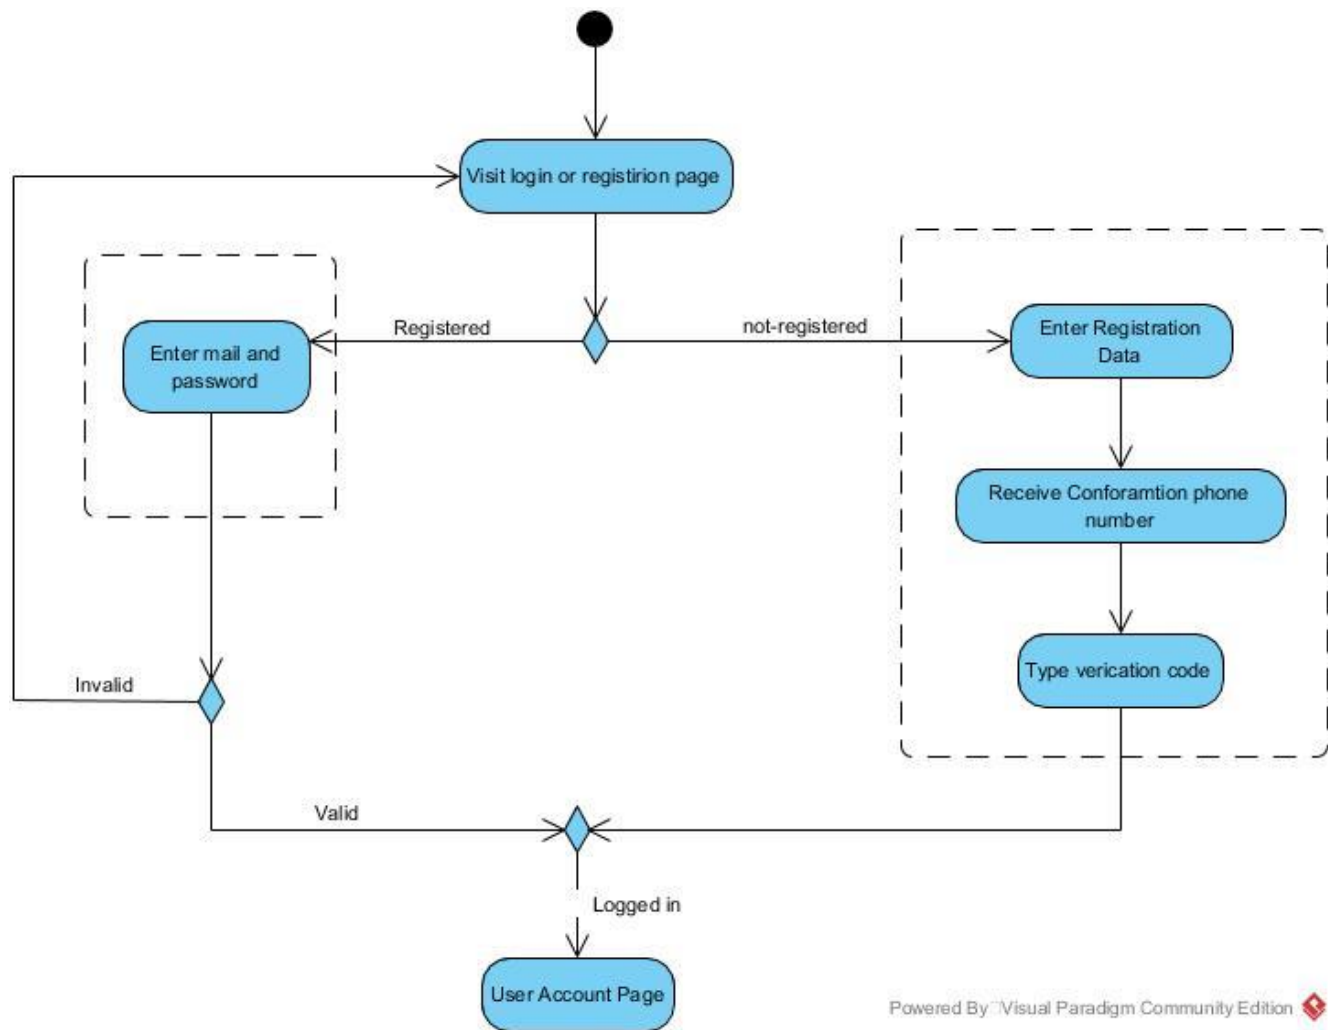 Visit login or registirion page
Registered
not-registered
Enter mail and
password
Enter Registration
Data
Receive Conforamtion phone
number
Type verication code
Invalid
Valid
Logged in
User Account Page
Powered By Visual Paradigm Community Edition